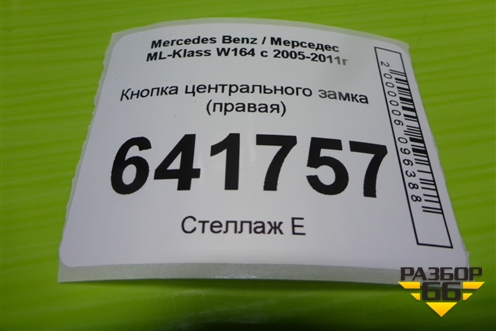 Mercedes Benz / Мерседес
ML-Klass W164 с 2005-2011г
Кнопка центрального замка
(правая)
641757
Стеллаж Е
2000006096388
РАЗБОР
66